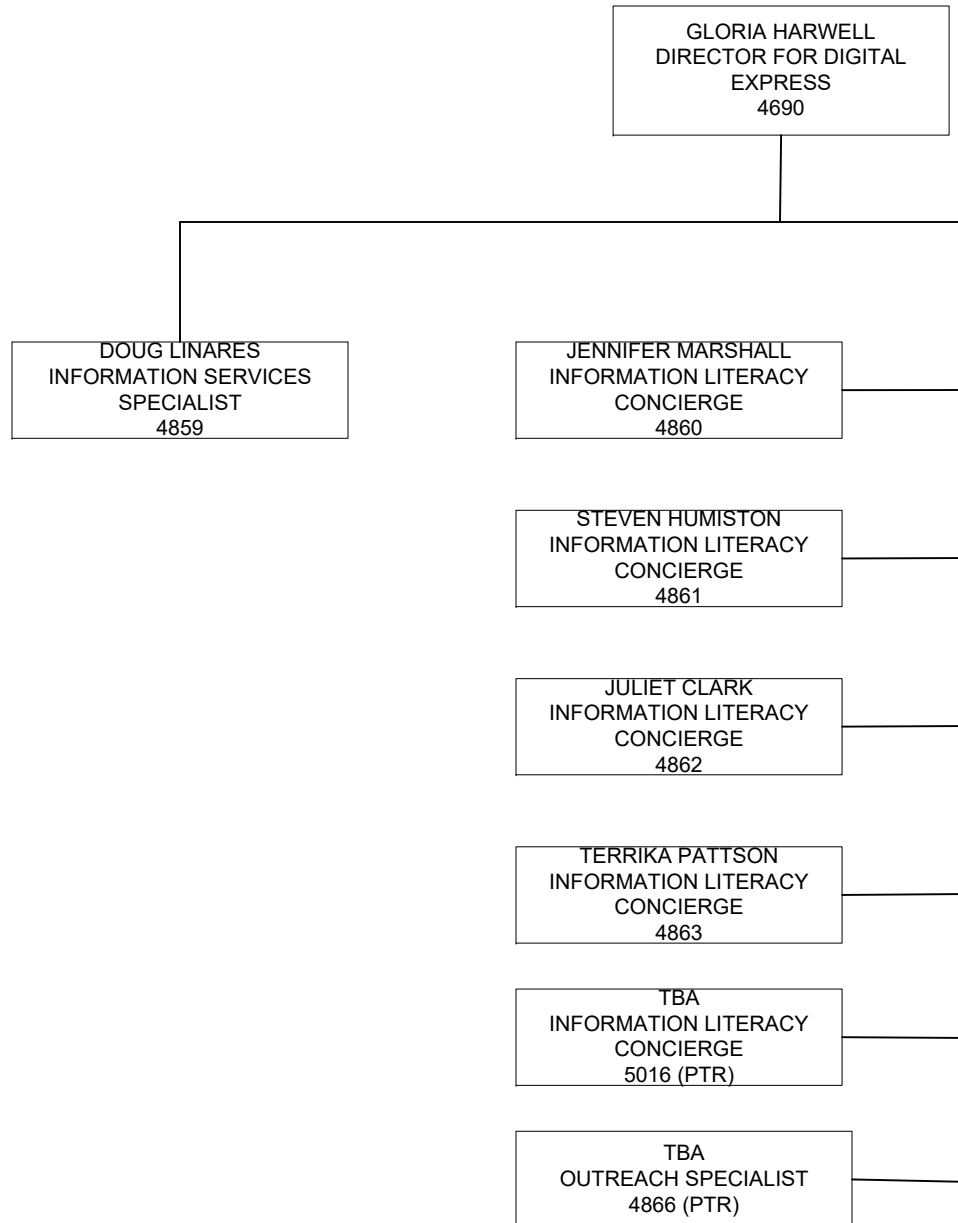 GLORIA HARWELL
DIRECTOR FOR DIGITAL
EXPRESS
4690
DOUG LINARES
INFORMATION SERVICES
SPECIALIST
4859
JENNIFER MARSHALL
INFORMATION LITERACY
CONCIERGE
4860
STEVEN HUMISTON
INFORMATION LITERACY
CONCIERGE
4861
JULIET CLARK
INFORMATION LITERACY
CONCIERGE
4862
TERRIKA PATTSON
INFORMATION LITERACY
CONCIERGE
4863
TBA
INFORMATION LITERACY
CONCIERGE
5016 (PTR)
TBA
OUTREACH SPECIALIST
4866 (PTR)